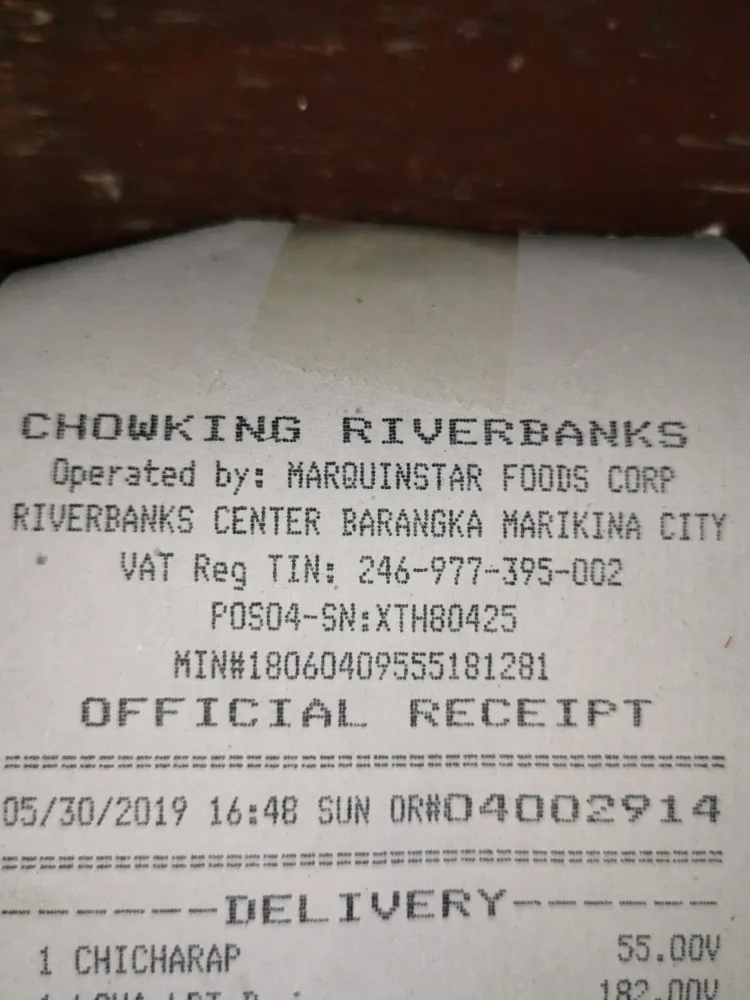 CHOWKING RIVERBANKS
Operated by: MARQUINSTAR FOODS CORP
RIVERBANKS CENTER BARANGKA MARIKINA CITY
VAT Reg TIN: 246-977-395-002
POS04-SN:XTH80425
MIN#18060409555181281
OFFICIAL RECEIPT
05/30/2019 16:48 SUN OR#04002914
DELIVERY
1 CHICHARAP 55.00V
182.00V